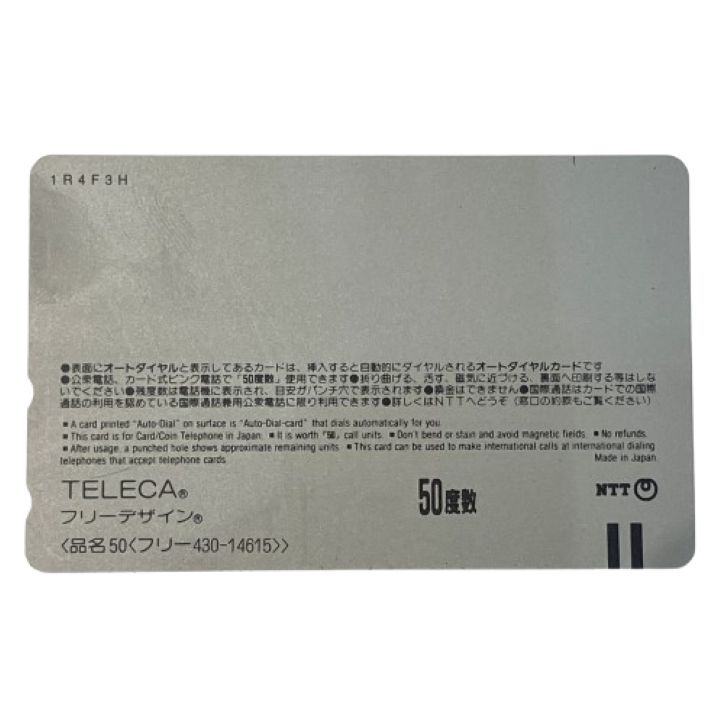 1R4F3H
●表面にオートダイヤルと表示してあるカードは、挿入すると自動的にダイヤルされるオートダイヤルカードです
●公衆電話、カード式ピンク電話で「50度数」使用できます●折り曲げる、汚す、磁気に近づける、裏面へ印刷する等はしな
いでください●残度数は電話機に表示され、目安がパンチ穴で表示されます●換金はできません●国際通話はカードでの国際
通話の利用を認めている国際通話兼用公衆電話に限り利用できます●詳しくはNTTへどうぞ（窓口の約款もご覧ください）
■ A card printed "Auto-Dial" on surface is "Auto-Dial-card" that dials automatically for you.
■ This card is for Card/Coin Telephone in Japan. ■ It is worth「50」call units. ■ Don't bend or stain and avoid magnetic fields. ■ No refunds.
■ After usage, a punched hole shows approximate remaining units. ■ This card can be used to make international calls at international dialing
telephones that accept telephone cards. Made in Japan
TELECA® 50度数 NTT
フリーデザイン®
〈品名50〈フリー430-14615〉〉